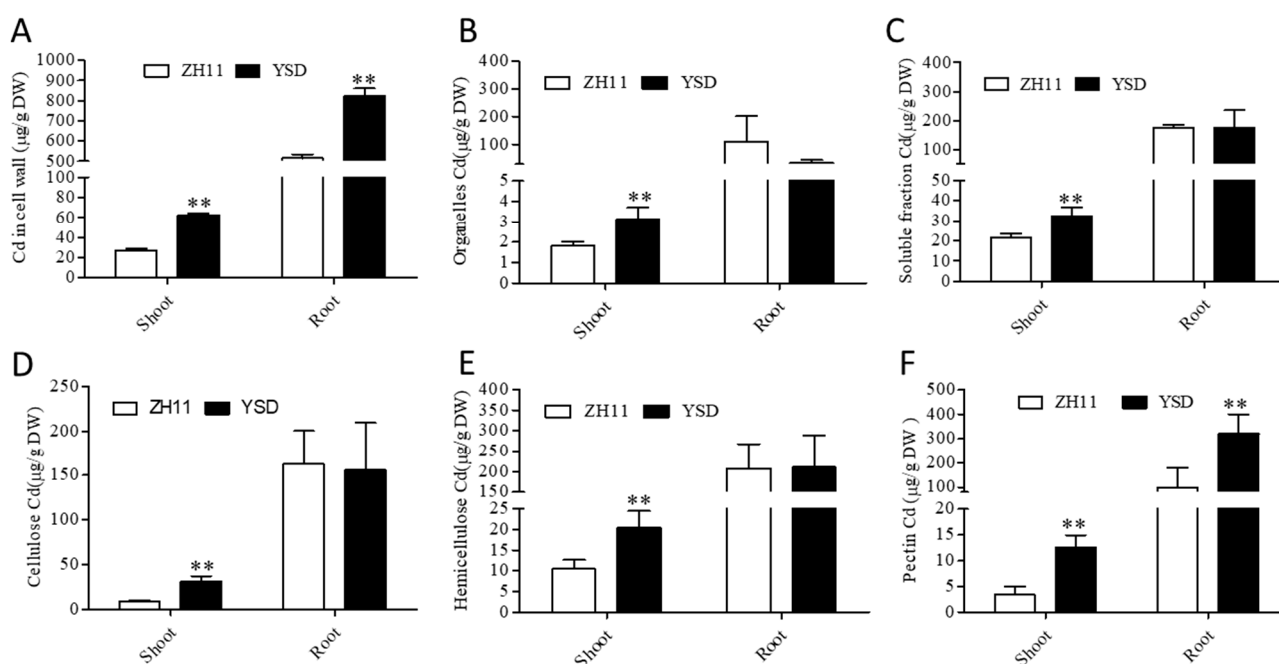 A
Cd in cell wall (μg/g DW)
ZH11 YSD
1000
900
800
700
600
500
80
60
40
20
0
**
**
Shoot
Root
B
Organelles Cd(μg/g DW)
ZH11 YSD
400
300
200
100
5
4
3
2
1
0
**
Shoot
Root
C
Soluble fraction Cd(μg/g DW)
ZH11 YSD
400
300
200
100
50
40
30
20
10
0
**
Shoot
Root
D
Cellulose Cd(μg/g DW)
ZH11 YSD
250
200
150
100
50
0
**
Shoot
Root
E
Hemicellulose Cd(μg/g DW)
ZH11 YSD
400
350
300
250
200
150
25
20
15
10
5
0
**
Shoot
Root
F
Pectin Cd (μg/g DW )
ZH11 YSD
500
400
300
200
100
20
15
10
5
0
**
**
Shoot
Root